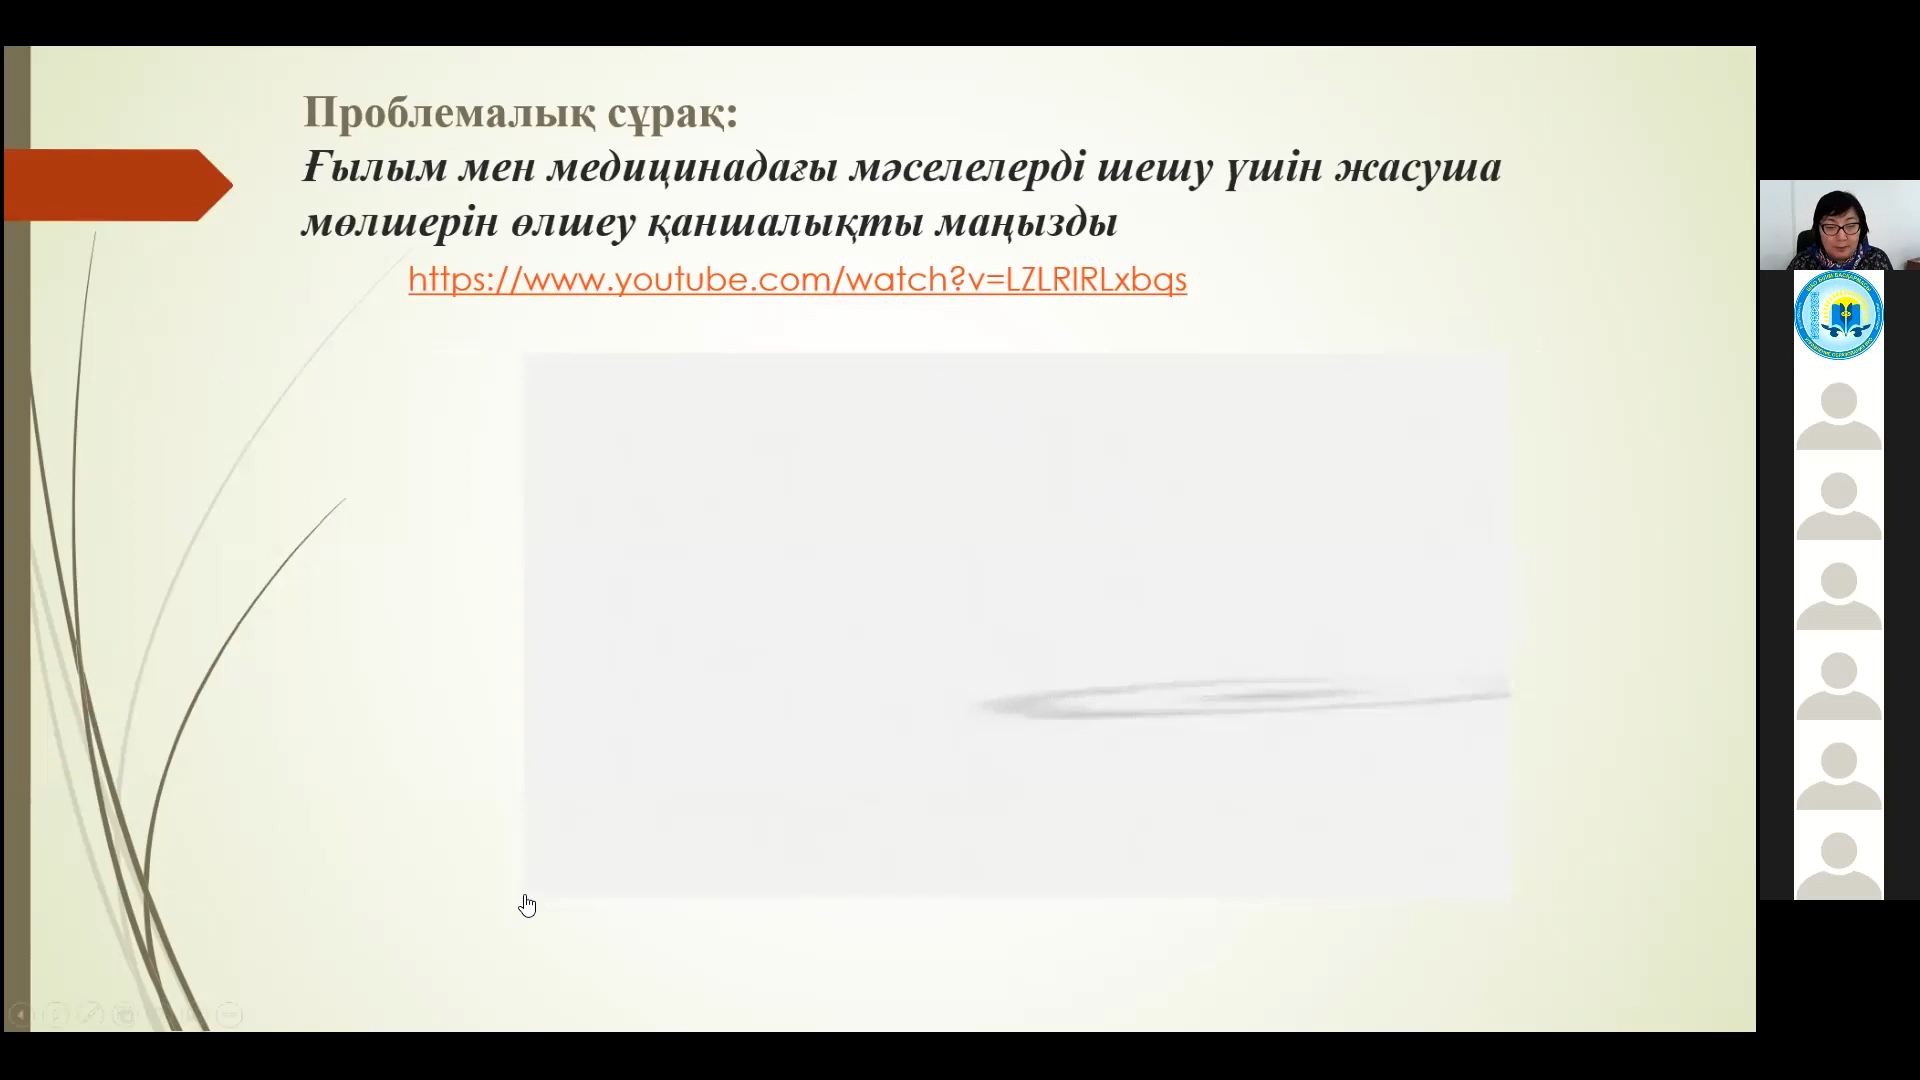 Проблемалық сұрақ:
Ғылым мен медицинадағы мәселелерді шешу үшін жасуша
мөлшерін өлшеу қаншалықты маңызды
https://www.youtube.com/watch?v=LZLRIRLxbqs